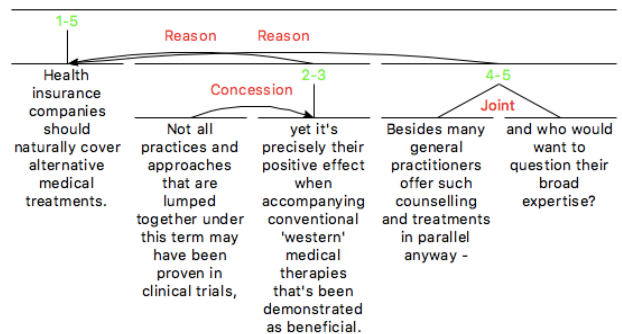 1-5
Reason Reason
Health
insurance
companies
should
naturally cover
alternative
medical
treatments.
2-3
Concession
Not all
practices and
approaches
that are
lumped
together under
this term may
have been
proven in
clinical trials,
yet it's
precisely their
positive effect
when
accompanying
conventional
'western'
medical
therapies
that's been
demonstrated
as beneficial.
4-5
Joint
Besides many
general
practitioners
offer such
counselling
and treatments
in parallel
anyway -
and who would
want to
question their
broad
expertise?